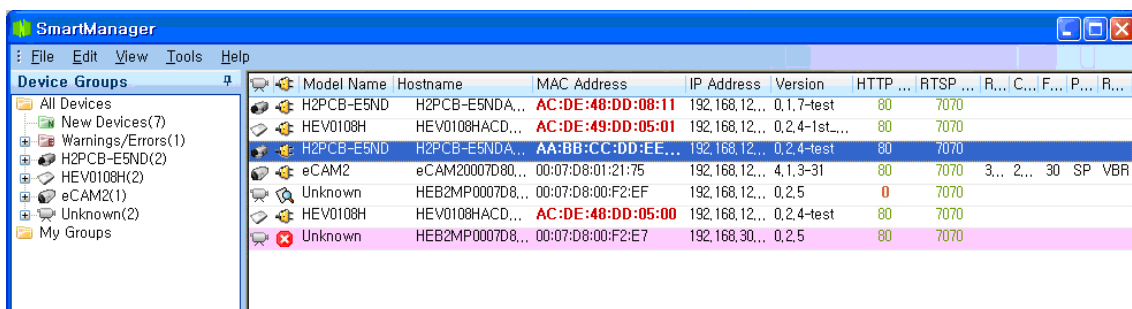 SmartManager
File Edit View Tools Help
Device Groups
All Devices
New Devices(7)
Warnings/Errors(1)
H2PCB-E5ND(2)
HEV0108H(2)
eCAM2(1)
Unknown(2)
My Groups
Model Name Hostname MAC Address IP Address Version HTTP ... RTSP ... R... C... F... P... R...
H2PCB-E5ND H2PCB-E5NDA... AC:DE:48:DD:08:11 192,168,12... 0,1,7-test 80 7070
HEV0108H HEV0108HACD... AC:DE:49:DD:05:01 192,168,12... 0,2,4-1st_... 80 7070
H2PCB-E5ND H2PCB-E5NDA... AA:BB:CC:DD:EE... 192,168,12... 0,2,4-test 80 7070
eCAM2 eCAM20007D80... 00:07:D8:01:21:75 192,168,12... 4,1,3-31 80 7070 3... 2... 30 SP VBR
Unknown HEB2MP0007D8... 00:07:D8:00:F2:EF 192,168,12... 0,2,5 0 7070
HEV0108H HEV0108HACD... AC:DE:48:DD:05:00 192,168,12... 0,2,4-test 80 7070
Unknown HEB2MP0007D8... 00:07:D8:00:F2:E7 192,168,30... 0,2,5 80 7070